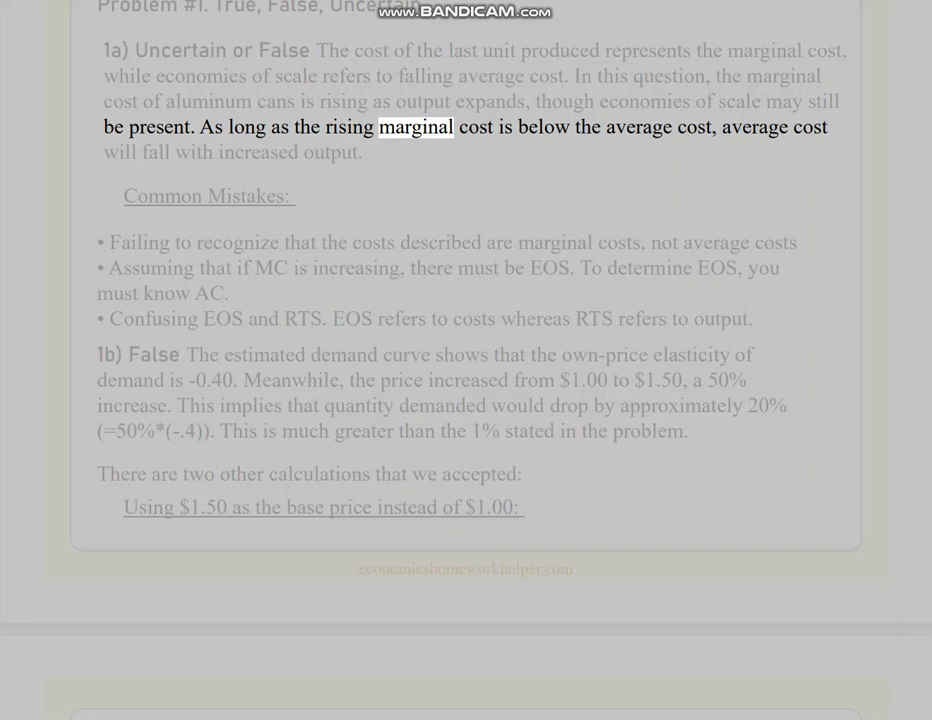 Problem #1. True, False, Uncertain
www.BANDICAM.com
1a) Uncertain or False The cost of the last unit produced represents the marginal cost,
while economies of scale refers to falling average cost. In this question, the marginal
cost of aluminum cans is rising as output expands, though economies of scale may still
be present. As long as the rising marginal cost is below the average cost, average cost
will fall with increased output.
Common Mistakes:
• Failing to recognize that the costs described are marginal costs, not average costs
• Assuming that if MC is increasing, there must be EOS. To determine EOS, you
must know AC.
• Confusing EOS and RTS. EOS refers to costs whereas RTS refers to output.
1b) False The estimated demand curve shows that the own-price elasticity of
demand is -0.40. Meanwhile, the price increased from $1.00 to $1.50, a 50%
increase. This implies that quantity demanded would drop by approximately 20%
(=50%*(-.4)). This is much greater than the 1% stated in the problem.
There are two other calculations that we accepted:
Using $1.50 as the base price instead of $1.00:
economieshomeworkhelper.com